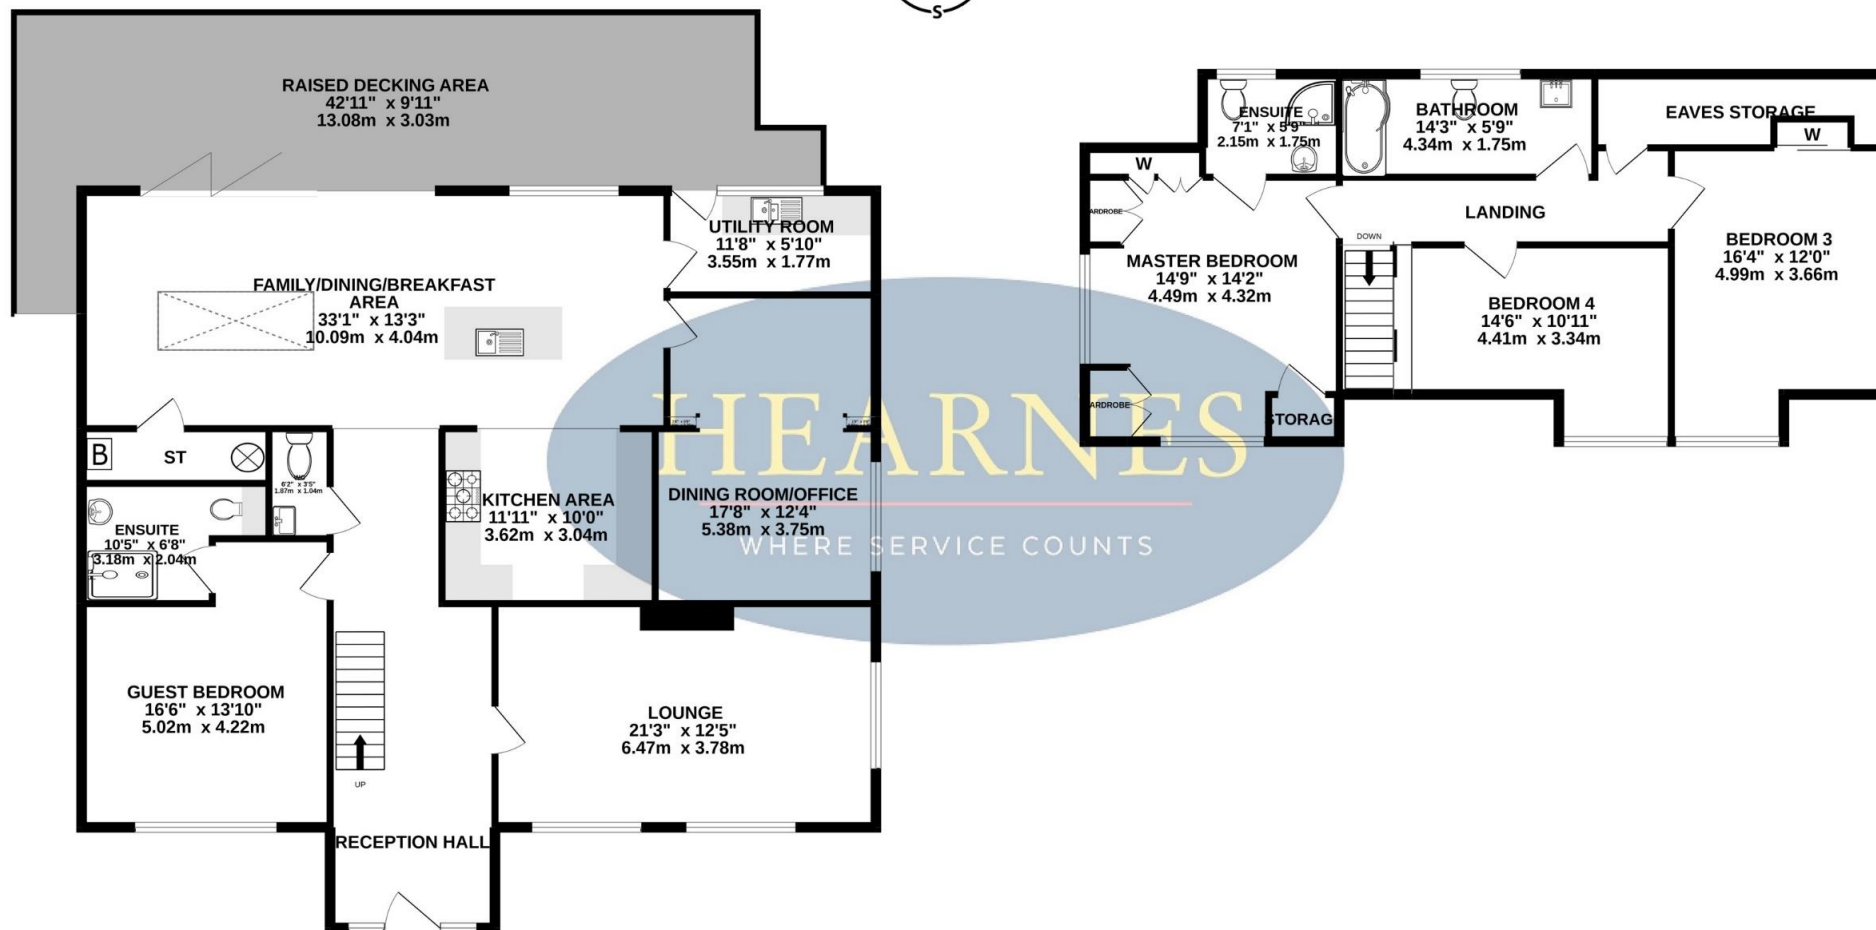 S
RAISED DECKING AREA
42'11" x 9'11"
13.08m x 3.03m
UTILITY ROOM
11'8" x 5'10"
3.55m x 1.77m
FAMILY/DINING/BREAKFAST
AREA
33'1" x 13'3"
10.09m x 4.04m
B
ST
6'2" x 3'5"
1.87m x 1.04m
ENSUITE
10'5" x 6'8"
3.18m x 2.04m
KITCHEN AREA
11'11" x 10'0"
3.62m x 3.04m
DINING ROOM/OFFICE
17'8" x 12'4"
5.38m x 3.75m
GUEST BEDROOM
16'6" x 13'10"
5.02m x 4.22m
UP
LOUNGE
21'3" x 12'5"
6.47m x 3.78m
RECEPTION HALL
HEARNES
WHERE SERVICE COUNTS
ENSUITE
7'1" x 5'9"
2.15m x 1.75m
BATHROOM
14'3" x 5'9"
4.34m x 1.75m
EAVES STORAGE
W
W
ARDROBE
LANDING
DOWN
MASTER BEDROOM
14'9" x 14'2"
4.49m x 4.32m
BEDROOM 3
16'4" x 12'0"
4.99m x 3.66m
BEDROOM 4
14'6" x 10'11"
4.41m x 3.34m
ARDROBE
STORAG